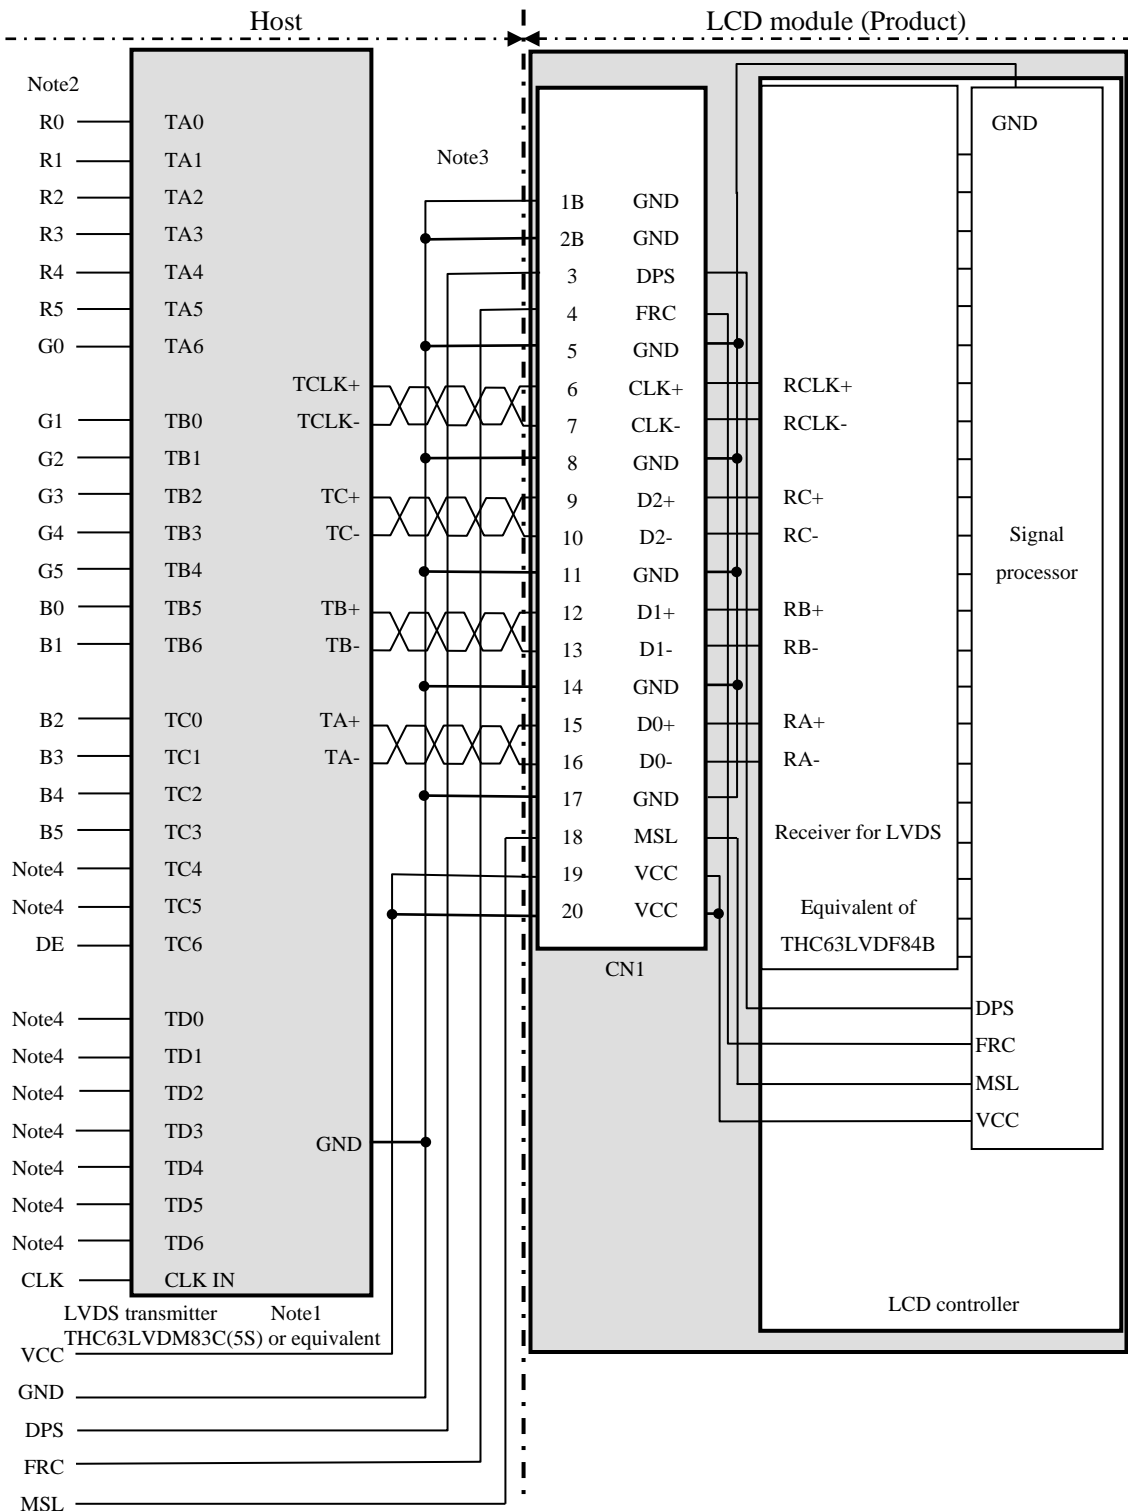 Host LCD module (Product)
Note2
R0 TA0
R1 TA1
R2 TA2
R3 TA3
R4 TA4
R5 TA5
G0 TA6
TCLK+
G1 TB0 TCLK-
G2 TB1
G3 TB2 TC+
G4 TB3 TC-
G5 TB4
B0 TB5 TB+
B1 TB6 TB-
B2 TC0 TA+
B3 TC1 TA-
B4 TC2
B5 TC3
Note4 TC4
Note4 TC5
DE TC6
Note4 TD0
Note4 TD1
Note4 TD2
Note4 TD3
GND
Note4 TD4
Note4 TD5
Note4 TD6
CLK CLK IN
LVDS transmitter Note1
THC63LVDM83C(5S) or equivalent
VCC
GND
DPS
FRC
MSL
Note3
1B GND
2B GND
3 DPS
4 FRC
5 GND
6 CLK+
7 CLK-
8 GND
9 D2+
10 D2-
11 GND
12 D1+
13 D1-
14 GND
15 D0+
16 D0-
17 GND
18 MSL
19 VCC
20 VCC
CN1
RCLK+
RCLK-
RC+
RC-
RB+
RB-
RA+
RA-
Receiver for LVDS
Equivalent of
THC63LVDF84B
GND
Signal
processor
DPS
FRC
MSL
VCC
LCD controller